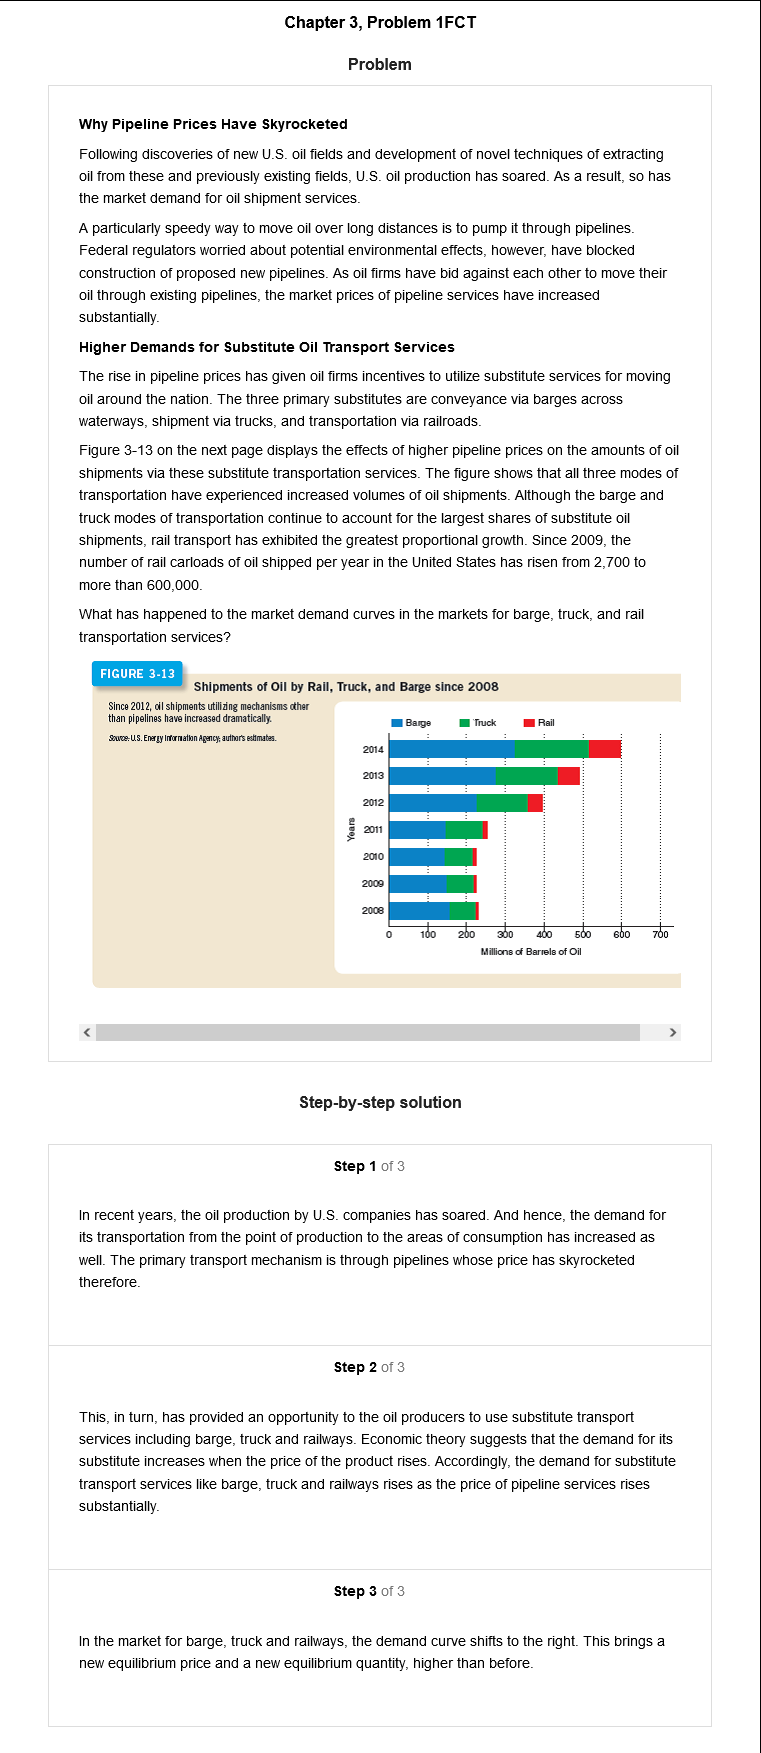 Chapter 3, Problem 1FCT
Problem
Why Pipeline Prices Have Skyrocketed
Following discoveries of new U.S. oil fields and development of novel techniques of extracting
oil from these and previously existing fields, U.S. oil production has soared. As a result, so has
the market demand for oil shipment services.
A particularly speedy way to move oil over long distances is to pump it through pipelines.
Federal regulators worried about potential environmental effects, however, have blocked
construction of proposed new pipelines. As oil firms have bid against each other to move their
oil through existing pipelines, the market prices of pipeline services have increased
substantially.
Higher Demands for Substitute Oil Transport Services
The rise in pipeline prices has given oil firms incentives to utilize substitute services for moving
oil around the nation. The three primary substitutes are conveyance via barges across
waterways, shipment via trucks, and transportation via railroads.
Figure 3-13 on the next page displays the effects of higher pipeline prices on the amounts of oil
shipments via these substitute transportation services. The figure shows that all three modes of
transportation have experienced increased volumes of oil shipments. Although the barge and
truck modes of transportation continue to account for the largest shares of substitute oil
shipments, rail transport has exhibited the greatest proportional growth. Since 2009, the
number of rail carloads of oil shipped per year in the United States has risen from 2,700 to
more than 600,000.
What has happened to the market demand curves in the markets for barge, truck, and rail
transportation services?
FIGURE 3-13
Shipments of Oil by Rail, Truck, and Barge since 2008
Since 2012, oil shipments utilizing mechanisms other
than pipelines have increased dramatically.
Source: U.S. Energy Information Agency; author's estimates.
Barge Truck Rail
2014
2013
2012
2011
2010
2009
2008
Years
0 100 200 300 400 500 600 700
Millions of Barrels of Oil
Step-by-step solution
Step 1 of 3
In recent years, the oil production by U.S. companies has soared. And hence, the demand for
its transportation from the point of production to the areas of consumption has increased as
well. The primary transport mechanism is through pipelines whose price has skyrocketed
therefore.
Step 2 of 3
This, in turn, has provided an opportunity to the oil producers to use substitute transport
services including barge, truck and railways. Economic theory suggests that the demand for its
substitute increases when the price of the product rises. Accordingly, the demand for substitute
transport services like barge, truck and railways rises as the price of pipeline services rises
substantially.
Step 3 of 3
In the market for barge, truck and railways, the demand curve shifts to the right. This brings a
new equilibrium price and a new equilibrium quantity, higher than before.